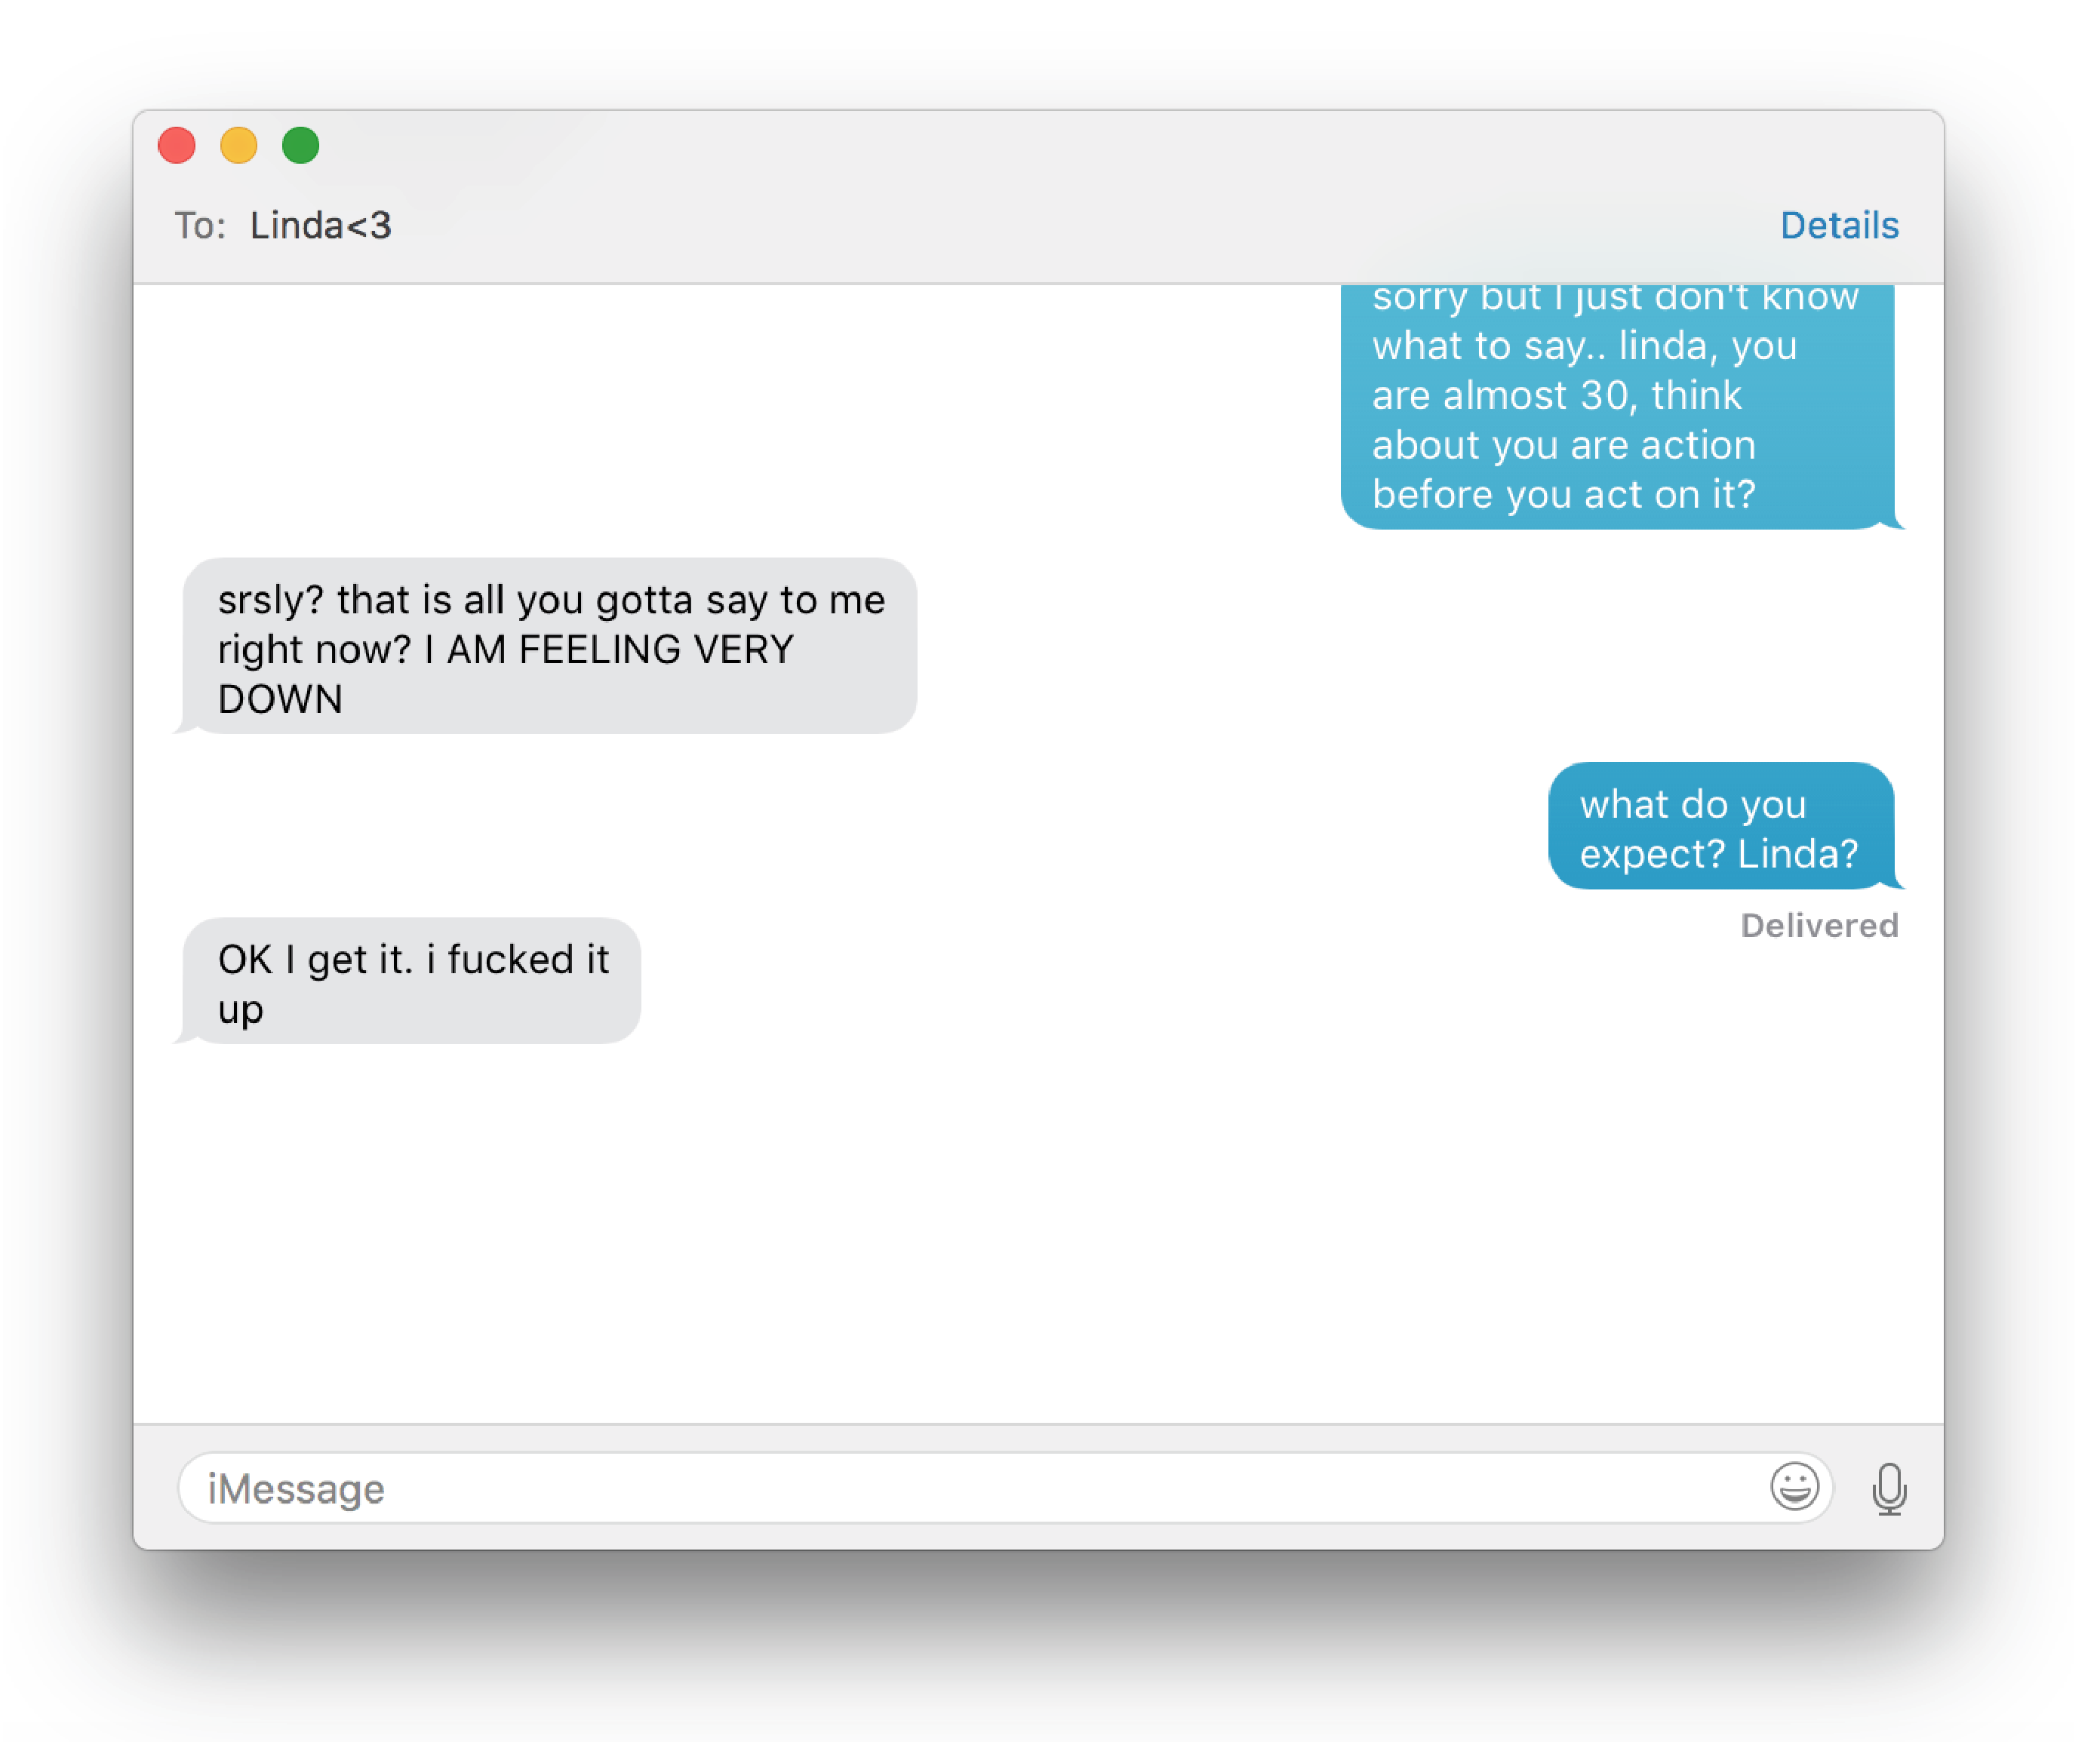 To: Linda<3
Details
sorry but I just don't know
what to say.. linda, you
are almost 30, think
about you are action
before you act on it?
srsly? that is all you gotta say to me
right now? I AM FEELING VERY
DOWN
what do you
expect? Linda?
Delivered
OK I get it. i fucked it
up
iMessage